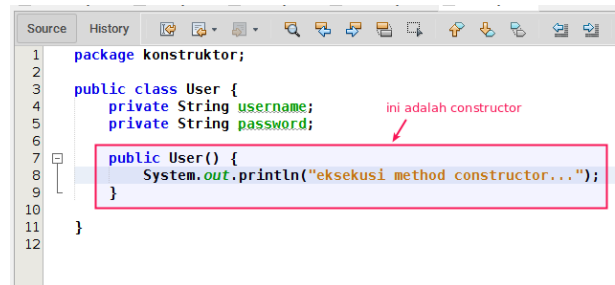 Source History
1 package konstruktor;
2
3 public class User {
4 private String username;
ini adalah constructor
5 private String password;
6
7 public User() {
8 System.out.println("eksekusi method constructor...");
9 }
10
11 }
12